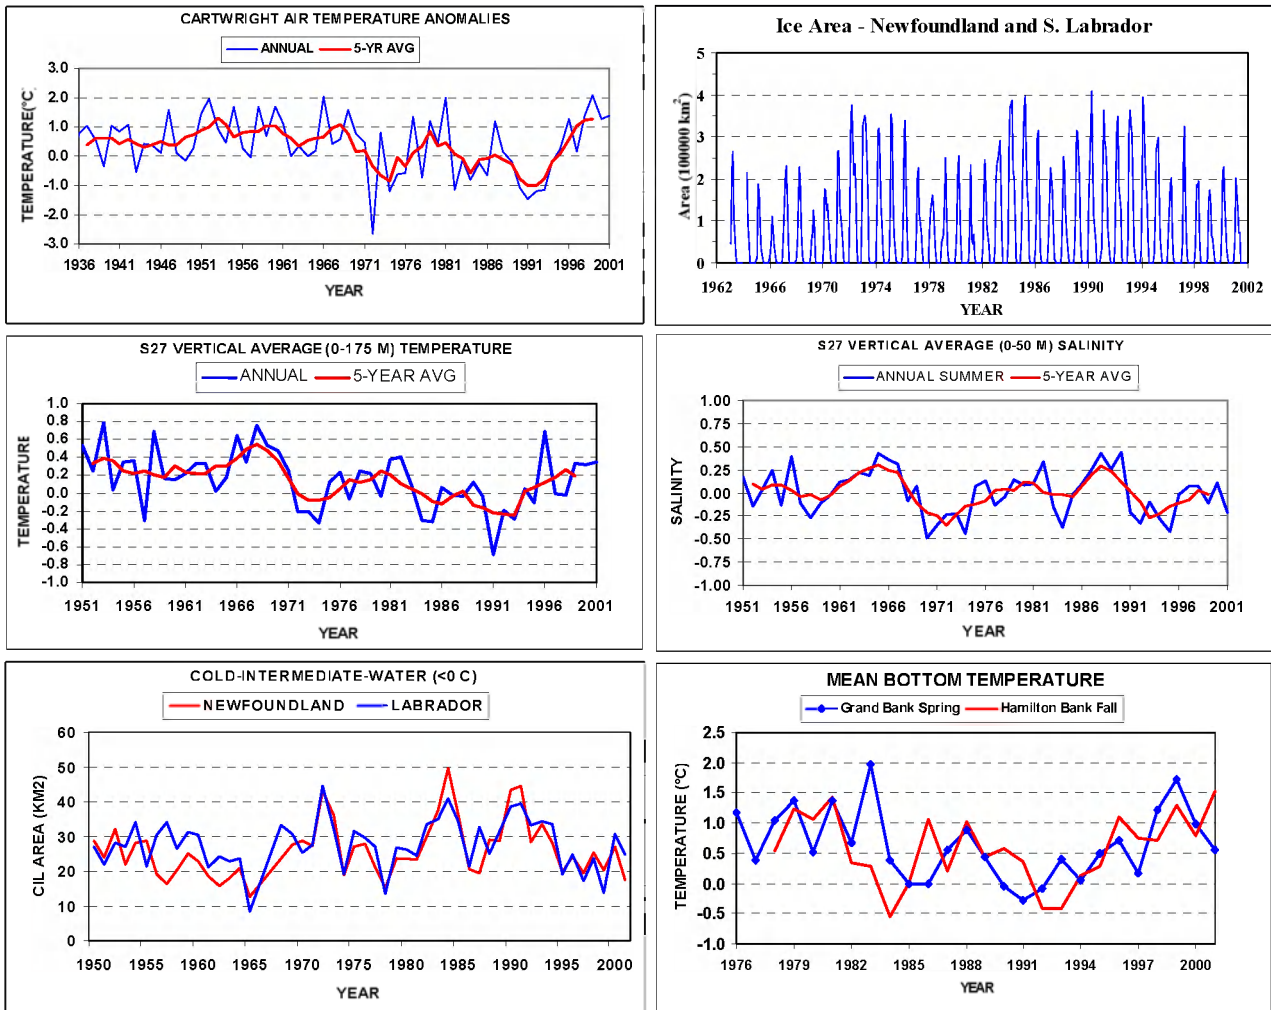 CARTWRIGHT AIR TEMPERATURE ANOMALIES
ANNUAL 5-YR AVG
TEMPERATURE(°C)
3.0
2.0
1.0
0.0
-1.0
-2.0
-3.0
1936 1941 1946 1951 1956 1961 1966 1971 1976 1981 1986 1991 1996 2001
YEAR
Ice Area - Newfoundland and S. Labrador
Area (100000 km²)
5
4
3
2
1
0
1962 1966 1970 1974 1978 1982 1986 1990 1994 1998 2002
YEAR
S27 VERTICAL AVERAGE (0-175 M) TEMPERATURE
ANNUAL 5-YEAR AVG
TEMPERATURE
1.0
0.8
0.6
0.4
0.2
0.0
-0.2
-0.4
-0.6
-0.8
-1.0
1951 1956 1961 1966 1971 1976 1981 1986 1991 1996 2001
YEAR
S27 VERTICAL AVERAGE (0-50 M) SALINITY
ANNUAL SUMMER 5-YEAR AVG
SALINITY
1.00
0.75
0.50
0.25
0.00
-0.25
-0.50
-0.75
-1.00
1951 1956 1961 1966 1971 1976 1981 1986 1991 1996 2001
YEAR
COLD-INTERMEDIATE-WATER (<0 C)
NEWFOUNDLAND LABRADOR
CIL AREA (KM2)
60
50
40
30
20
10
0
1950 1955 1960 1965 1970 1975 1980 1985 1990 1995 2000
YEAR
MEAN BOTTOM TEMPERATURE
Grand Bank Spring Hamilton Bank Fall
TEMPERATURE (°C)
2.5
2.0
1.5
1.0
0.5
0.0
-0.5
-1.0
1976 1979 1982 1985 1988 1991 1994 1997 2000
YEAR